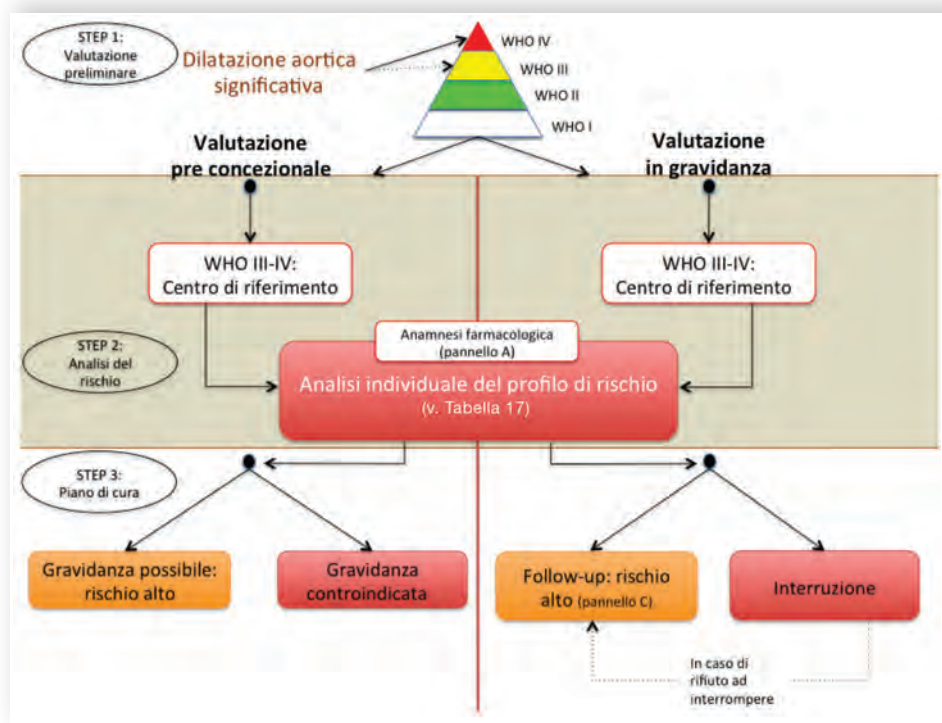 STEP 1:
Valutazione
preliminare
Dilatazione aortica
significativa
WHO IV
WHO III
WHO II
WHO I
Valutazione
pre concezionale
Valutazione
in gravidanza
WHO III-IV:
Centro di riferimento
WHO III-IV:
Centro di riferimento
STEP 2:
Analisi del
rischio
Anamnesi farmacologica
(pannello A)
Analisi individuale del profilo di rischio
(v. Tabella 17)
STEP 3:
Piano di cura
Gravidanza possibile:
rischio alto
Gravidanza
controindicata
Follow-up: rischio
alto (pannello C)
Interruzione
In caso di
rifiuto ad
interrompere